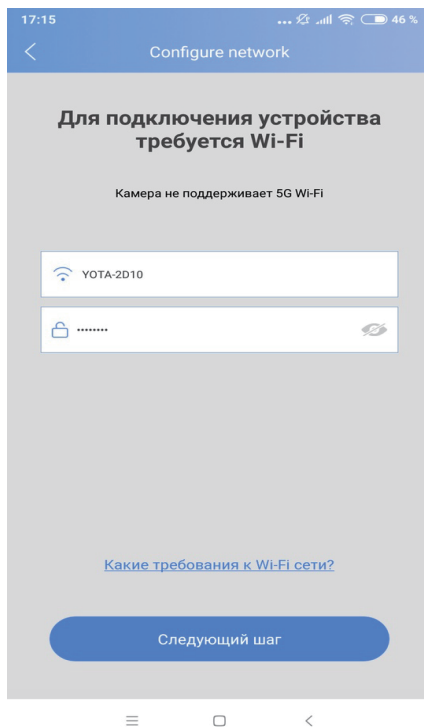 17:15 ... 46 %
Configure network
Для подключения устройства
требуется Wi-Fi
Камера не поддерживает 5G Wi-Fi
YOTA-2D10
••••••••
Какие требования к Wi-Fi сети?
Следующий шаг